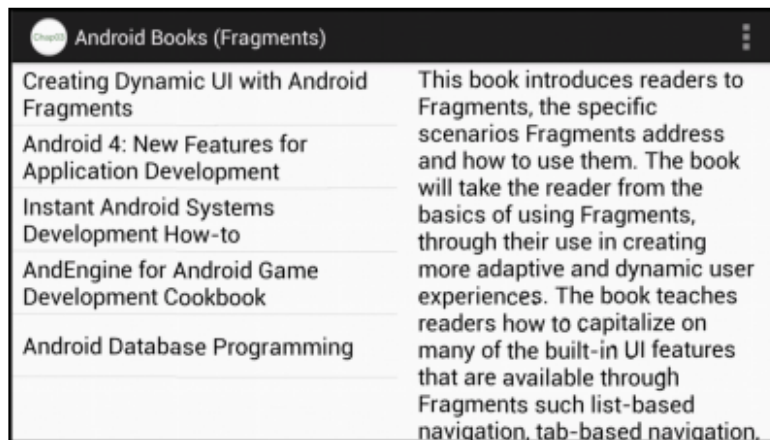 Chap03
Android Books (Fragments)
Creating Dynamic UI with Android
Fragments
Android 4: New Features for
Application Development
Instant Android Systems
Development How-to
AndEngine for Android Game
Development Cookbook
Android Database Programming
This book introduces readers to
Fragments, the specific
scenarios Fragments address
and how to use them. The book
will take the reader from the
basics of using Fragments,
through their use in creating
more adaptive and dynamic user
experiences. The book teaches
readers how to capitalize on
many of the built-in UI features
that are available through
Fragments such list-based
navigation, tab-based navigation,